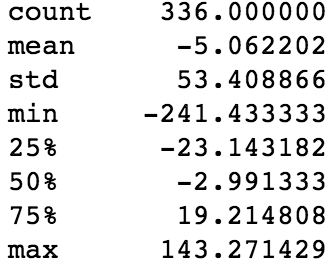 count 336.000000
mean -5.062202
std 53.408866
min -241.433333
25% -23.143182
50% -2.991333
75% 19.214808
max 143.271429